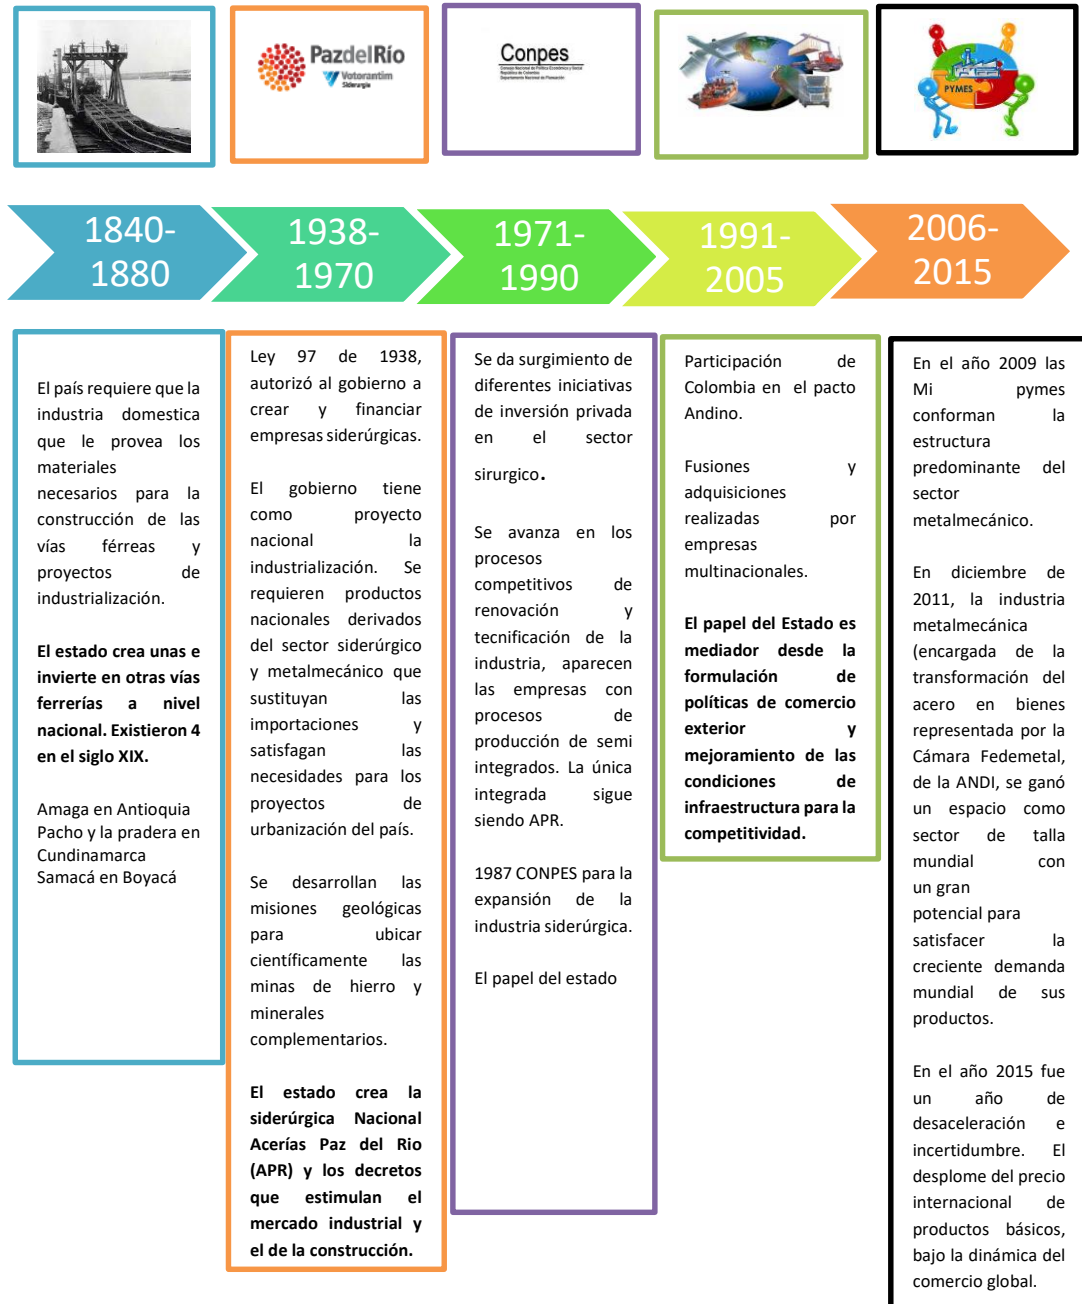 PazdelRío
Votorantim
Siderurgia
Conpes
Consejo Nacional de Política Económica y Social
República de Colombia
Departamento Nacional de Planeación
PYMES
1840-
1880
1938-
1970
1971-
1990
1991-
2005
2006-
2015
El país requiere que la
industria domestica
que le provea los
materiales
necesarios para la
construcción de las
vías férreas y
proyectos de
industrialización.
El estado crea unas e
invierte en otras vías
ferrerías a nivel
nacional. Existieron 4
en el siglo XIX.
Amaga en Antioquia
Pacho y la pradera en
Cundinamarca
Samacá en Boyacá
Ley 97 de 1938,
autorizó al gobierno a
crear y financiar
empresas siderúrgicas.
El gobierno tiene
como proyecto
nacional la
industrialización. Se
requieren productos
nacionales derivados
del sector siderúrgico
y metalmecánico que
sustituyan las
importaciones y
satisfagan las
necesidades para los
proyectos de
urbanización del país.
Se desarrollan las
misiones geológicas
para ubicar
científicamente las
minas de hierro y
minerales
complementarios.
El estado crea la
siderúrgica Nacional
Acerías Paz del Rio
(APR) y los decretos
que estimulan el
mercado industrial y
el de la construcción.
Se da surgimiento de
diferentes iniciativas
de inversión privada
en el sector
sirurgico.
Se avanza en los
procesos
competitivos de
renovación y
tecnificación de la
industria, aparecen
las empresas con
procesos de
producción de semi
integrados. La única
integrada sigue
siendo APR.
1987 CONPES para la
expansión de la
industria siderúrgica.
El papel del estado
Participación de
Colombia en el pacto
Andino.
Fusiones y
adquisiciones
realizadas por
empresas
multinacionales.
El papel del Estado es
mediador desde la
formulación de
políticas de comercio
exterior y
mejoramiento de las
condiciones de
infraestructura para la
competitividad.
En el año 2009 las
Mi pymes
conforman la
estructura
predominante del
sector
metalmecánico.
En diciembre de
2011, la industria
metalmecánica
(encargada de la
transformación del
acero en bienes
representada por la
Cámara Fedemetal,
de la ANDI, se ganó
un espacio como
sector de talla
mundial con
un gran
potencial para
satisfacer la
creciente demanda
mundial de sus
productos.
En el año 2015 fue
un año de
desaceleración e
incertidumbre. El
desplome del precio
internacional de
productos básicos,
bajo la dinámica del
comercio global.